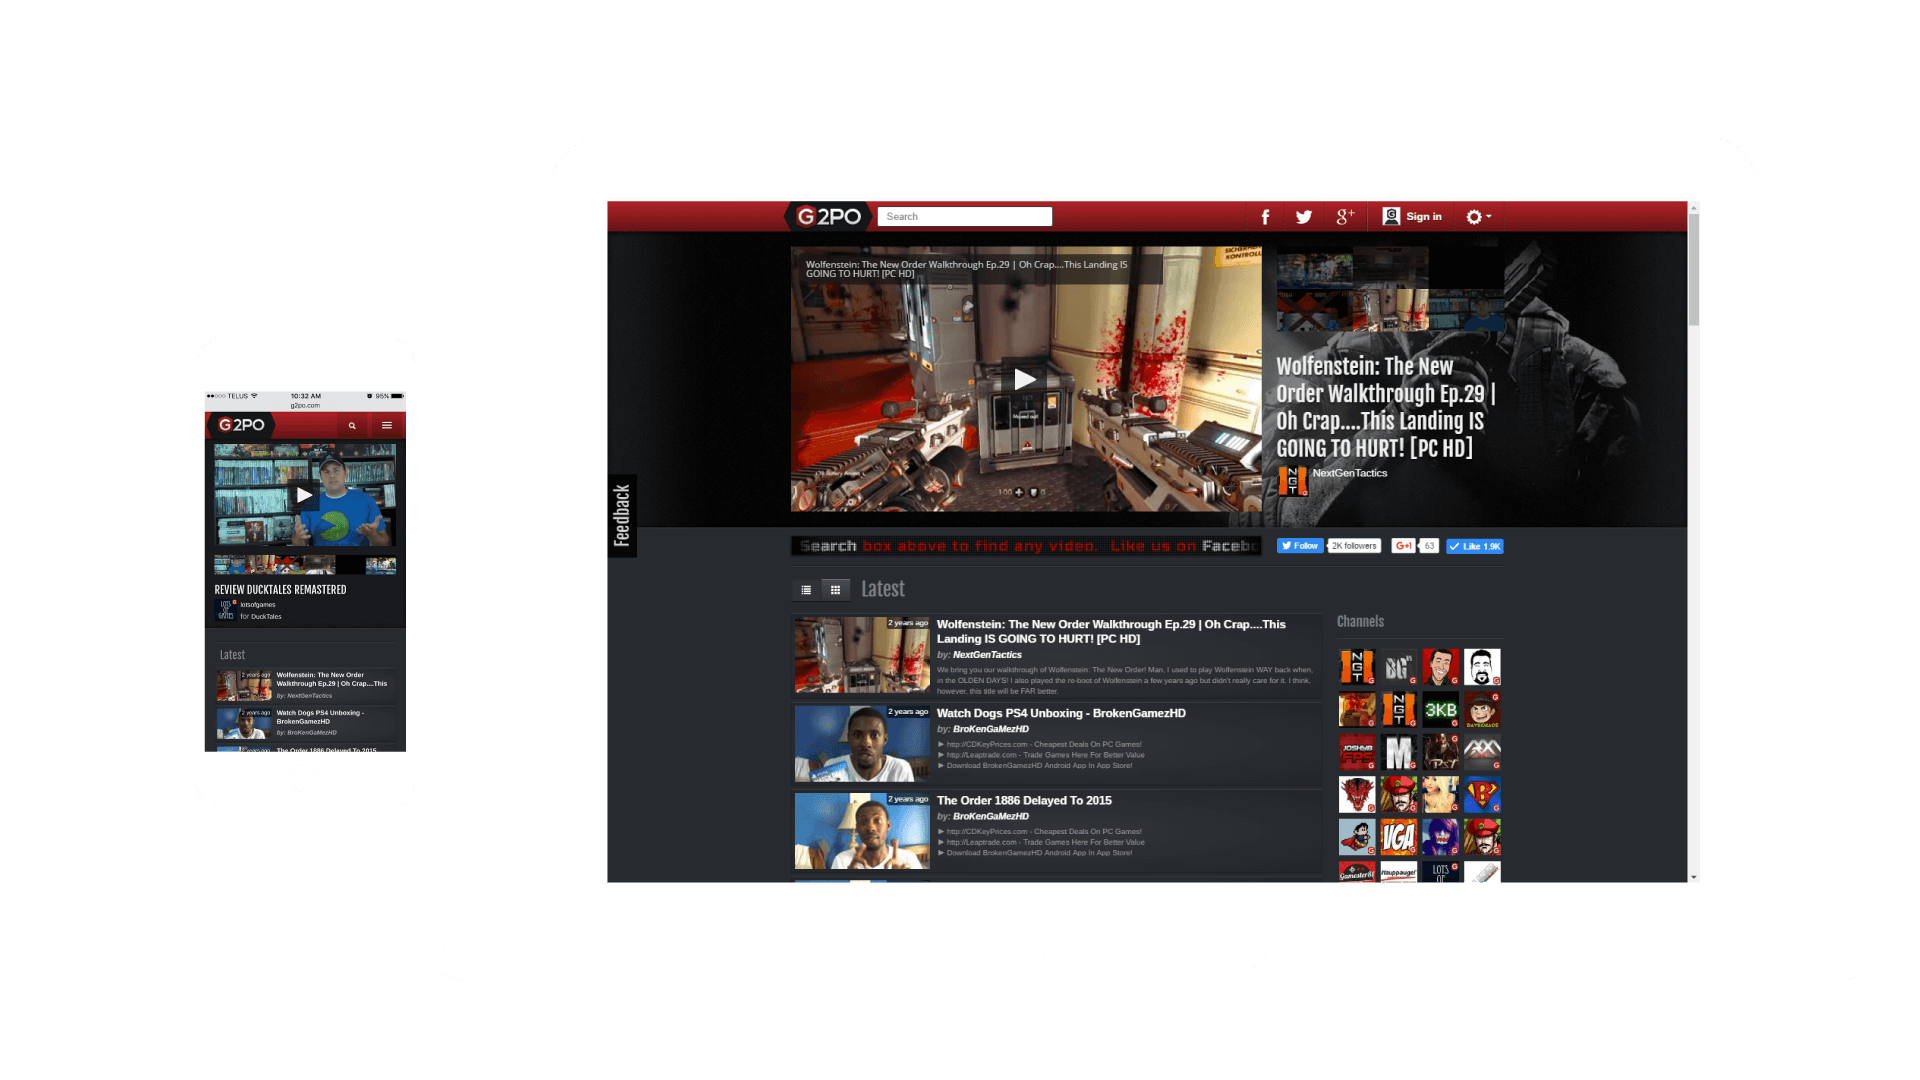 TELUS 10:32 AM 95%
g2po.com
G2PO
REVIEW DUCKTALES REMASTERED
LOTS OF GAMES
lotsofgames
for DuckTales
Latest
2 years ago
Wolfenstein: The New Order
Walkthrough Ep.29 | Oh Crap....This
by: NextGenTactics
2 years ago
Watch Dogs PS4 Unboxing -
BrokenGamezHD
by: BroKenGaMezHD
2 years ago
The Order 1886 Delayed To 2015
G2PO
Search
f
g+
Sign in
Wolfenstein: The New Order Walkthrough Ep.29 | Oh Crap....This Landing IS
GOING TO HURT! [PC HD]
Wolfenstein: The New
Order Walkthrough Ep.29 |
Oh Crap....This Landing IS
GOING TO HURT! [PC HD]
NGT
NextGenTactics
Feedback
Search box above to find any video. Like us on Facebo
Follow 2K followers G+1 63 Like 1.9K
Latest
2 years ago
Wolfenstein: The New Order Walkthrough Ep.29 | Oh Crap....This
Landing IS GOING TO HURT! [PC HD]
by: NextGenTactics
We bring you our walkthrough of Wolfenstein: The New Order! Man, I used to play Wolfenstein WAY back when,
in the OLDEN DAYS! I also played the re-boot of Wolfenstein a few years ago but didn't really care for it. I think,
however, this title will be FAR better.
2 years ago
Watch Dogs PS4 Unboxing - BrokenGamezHD
by: BroKenGaMezHD
► http://CDKeyPrices.com - Cheapest Deals On PC Games!
► http://Leaptrade.com - Trade Games Here For Better Value
► Download BrokenGamezHD Android App In App Store!
2 years ago
The Order 1886 Delayed To 2015
by: BroKenGaMezHD
► http://CDKeyPrices.com - Cheapest Deals On PC Games!
► http://Leaptrade.com - Trade Games Here For Better Value
► Download BrokenGamezHD Android App In App Store!
Channels
NGT
NGT 3KB
M
VGA
Gamester81 Hauppauge! LOTS OF